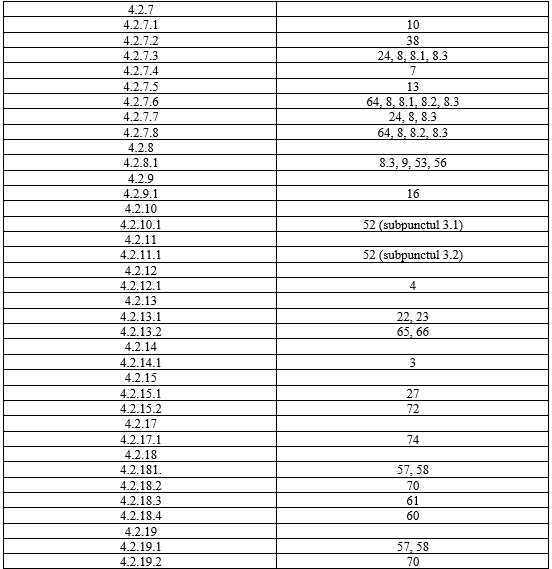 4.2.7
4.2.7.1 10
4.2.7.2 38
4.2.7.3 24, 8, 8.1, 8.3
4.2.7.4 7
4.2.7.5 13
4.2.7.6 64, 8, 8.1, 8.2, 8.3
4.2.7.7 24, 8, 8.3
4.2.7.8 64, 8, 8.2, 8.3
4.2.8
4.2.8.1 8.3, 9, 53, 56
4.2.9
4.2.9.1 16
4.2.10
4.2.10.1 52 (subpunctul 3.1)
4.2.11
4.2.11.1 52 (subpunctul 3.2)
4.2.12
4.2.12.1 4
4.2.13
4.2.13.1 22, 23
4.2.13.2 65, 66
4.2.14
4.2.14.1 3
4.2.15
4.2.15.1 27
4.2.15.2 72
4.2.17
4.2.17.1 74
4.2.18
4.2.181. 57, 58
4.2.18.2 70
4.2.18.3 61
4.2.18.4 60
4.2.19
4.2.19.1 57, 58
4.2.19.2 70